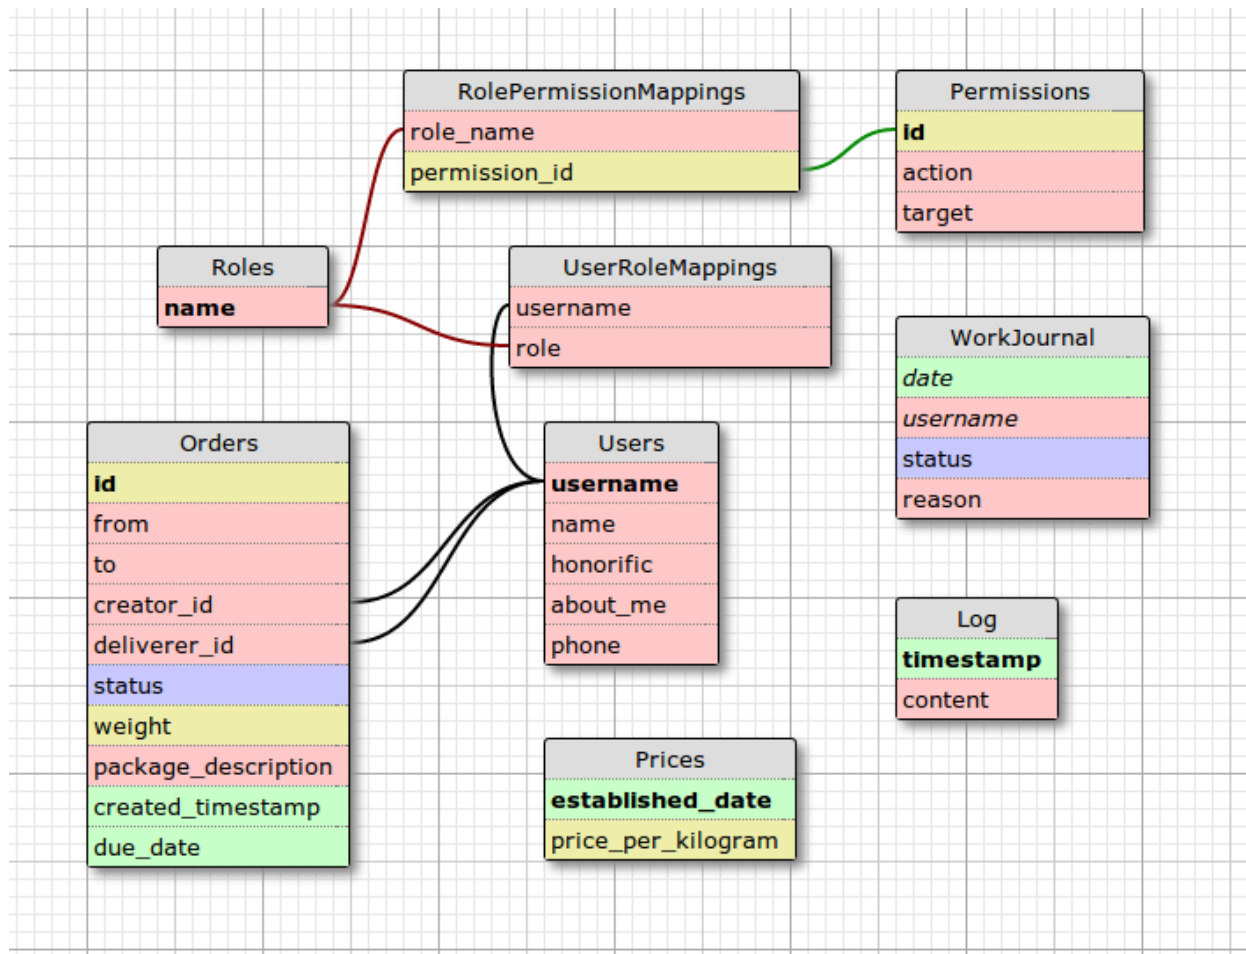 RolePermissionMappings
role_name
permission_id
Permissions
id
action
target
Roles
name
UserRoleMappings
username
role
WorkJournal
date
username
status
reason
Orders
id
from
to
creator_id
deliverer_id
status
weight
package_description
created_timestamp
due_date
Users
username
name
honorific
about_me
phone
Log
timestamp
content
Prices
established_date
price_per_kilogram